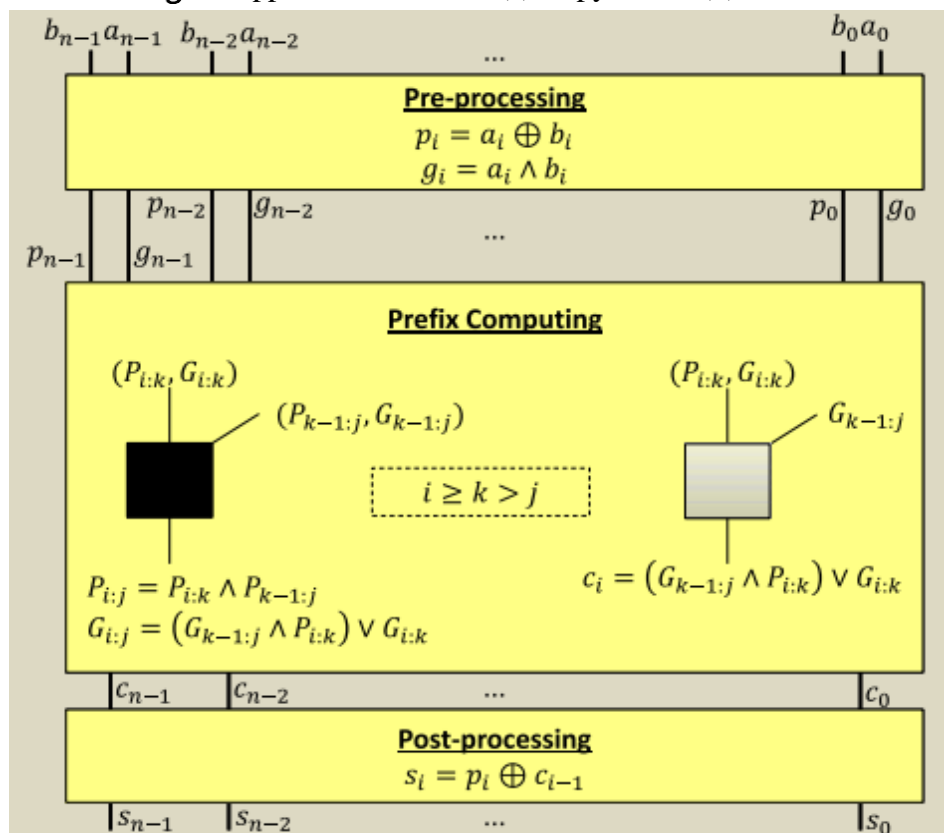 b_{n−1}a_{n−1} b_{n−2}a_{n−2} ... b_0a_0
Pre-processing
p_i = a_i ⊕ b_i
g_i = a_i ∧ b_i
p_{n−2} g_{n−2} p_0 g_0
p_{n−1} g_{n−1} ...
Prefix Computing
(P_{i:k}, G_{i:k}) (P_{i:k}, G_{i:k})
(P_{k−1:j}, G_{k−1:j}) G_{k−1:j}
i ≥ k > j
P_{i:j} = P_{i:k} ∧ P_{k−1:j} c_i = (G_{k−1:j} ∧ P_{i:k}) ∨ G_{i:k}
G_{i:j} = (G_{k−1:j} ∧ P_{i:k}) ∨ G_{i:k}
c_{n−1} c_{n−2} ... c_0
Post-processing
s_i = p_i ⊕ c_{i−1}
s_{n−1} s_{n−2} ... s_0